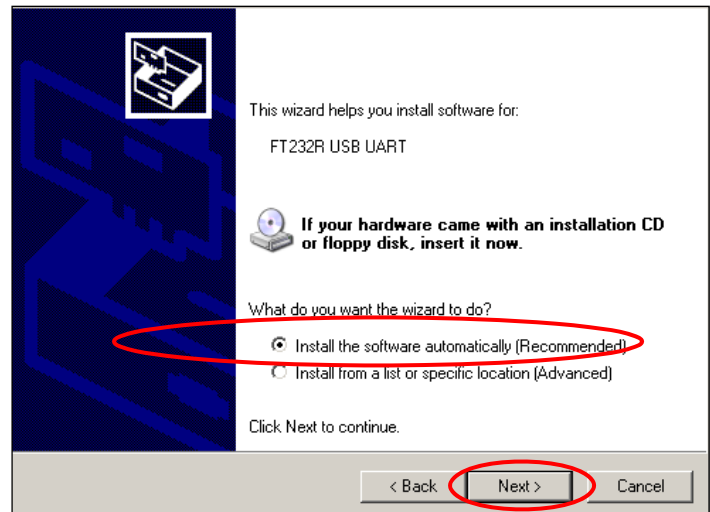 This wizard helps you install software for:
FT232R USB UART
If your hardware came with an installation CD
or floppy disk, insert it now.
What do you want the wizard to do?
Install the software automatically (Recommended)
Install from a list or specific location (Advanced)
Click Next to continue.
< Back Next > Cancel